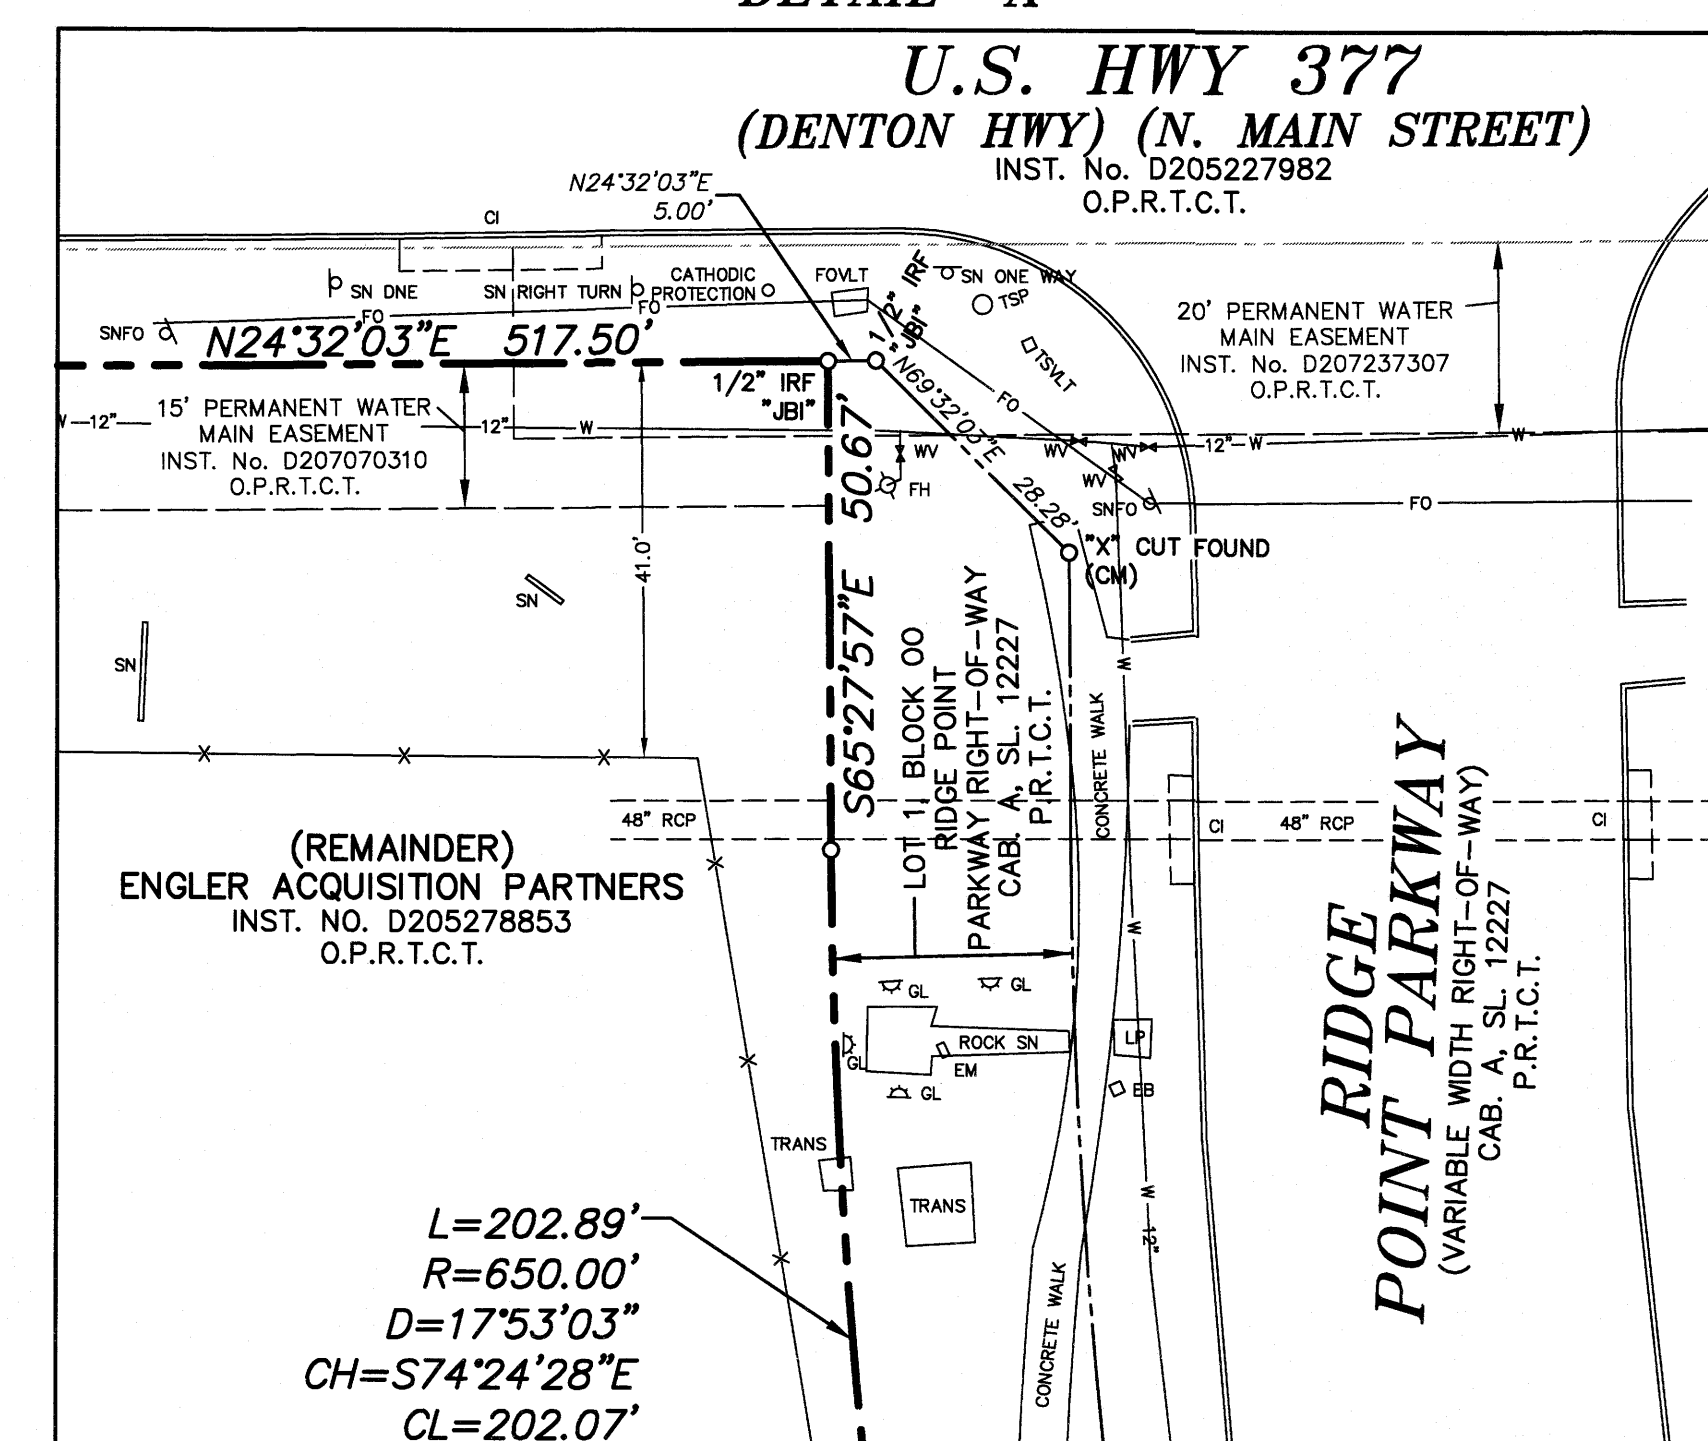 DETAIL "A"
U.S. HWY 377
(DENTON HWY) (N. MAIN STREET)
INST. No. D205227982
O.P.R.T.C.T.
N24°32'03"E
5.00'
CI
SN DNE
SN RIGHT TURN
CATHODIC
PROTECTION
FOVLT
1/2" IRF
"JBI"
SN ONE WAY
TSP
TSVLT
SNFO
FO
FO
FO
N24°32'03"E 517.50'
1/2" IRF
"JBI"
20' PERMANENT WATER
MAIN EASEMENT
INST. No. D207237307
O.P.R.T.C.T.
15' PERMANENT WATER
MAIN EASEMENT
INST. No. D207070310
O.P.R.T.C.T.
W
12"
12"
W
WV
WV
WV
WV
12"
W
W
FH
N69°32'03"E
28.28'
SNFO
FO
"X" CUT FOUND
(CM)
S65°27'57"E 50.67'
41.0'
SN
SN
LOT 1, BLOCK OO
RIDGE POINT
PARKWAY RIGHT-OF-WAY
CAB. A, SL. 12227
P.R.T.C.T.
CONCRETE WALK
W
48" RCP
CI
48" RCP
CI
(REMAINDER)
ENGLER ACQUISITION PARTNERS
INST. NO. D205278853
O.P.R.T.C.T.
W
RIDGE
POINT PARKWAY
(VARIABLE WIDTH RIGHT-OF-WAY)
CAB. A, SL. 12227
P.R.T.C.T.
GL
GL
GL
ROCK SN
EM
GL
LP
EB
TRANS
TRANS
W
12"
CONCRETE WALK
L=202.89'
R=650.00'
D=17°53'03"
CH=S74°24'28"E
CL=202.07'